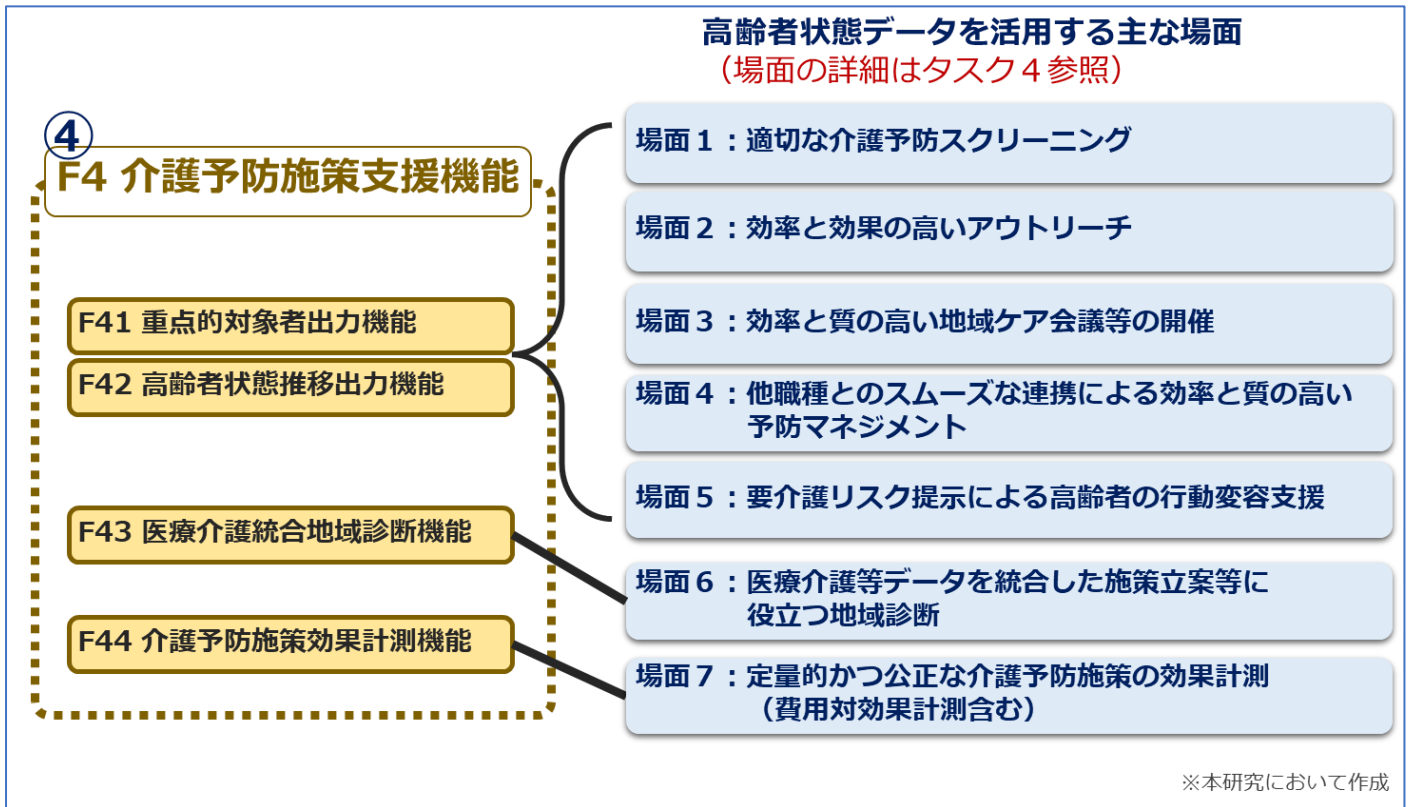 高齢者状態データを活用する主な場面
（場面の詳細はタスク４参照）
④
F4 介護予防施策支援機能
F41 重点的対象者出力機能
F42 高齢者状態推移出力機能
F43 医療介護統合地域診断機能
F44 介護予防施策効果計測機能
場面１：適切な介護予防スクリーニング
場面２：効率と効果の高いアウトリーチ
場面３：効率と質の高い地域ケア会議等の開催
場面４：他職種とのスムーズな連携による効率と質の高い
予防マネジメント
場面５：要介護リスク提示による高齢者の行動変容支援
場面６：医療介護等データを統合した施策立案等に
役立つ地域診断
場面７：定量的かつ公正な介護予防施策の効果計測
（費用対効果計測含む）
※本研究において作成